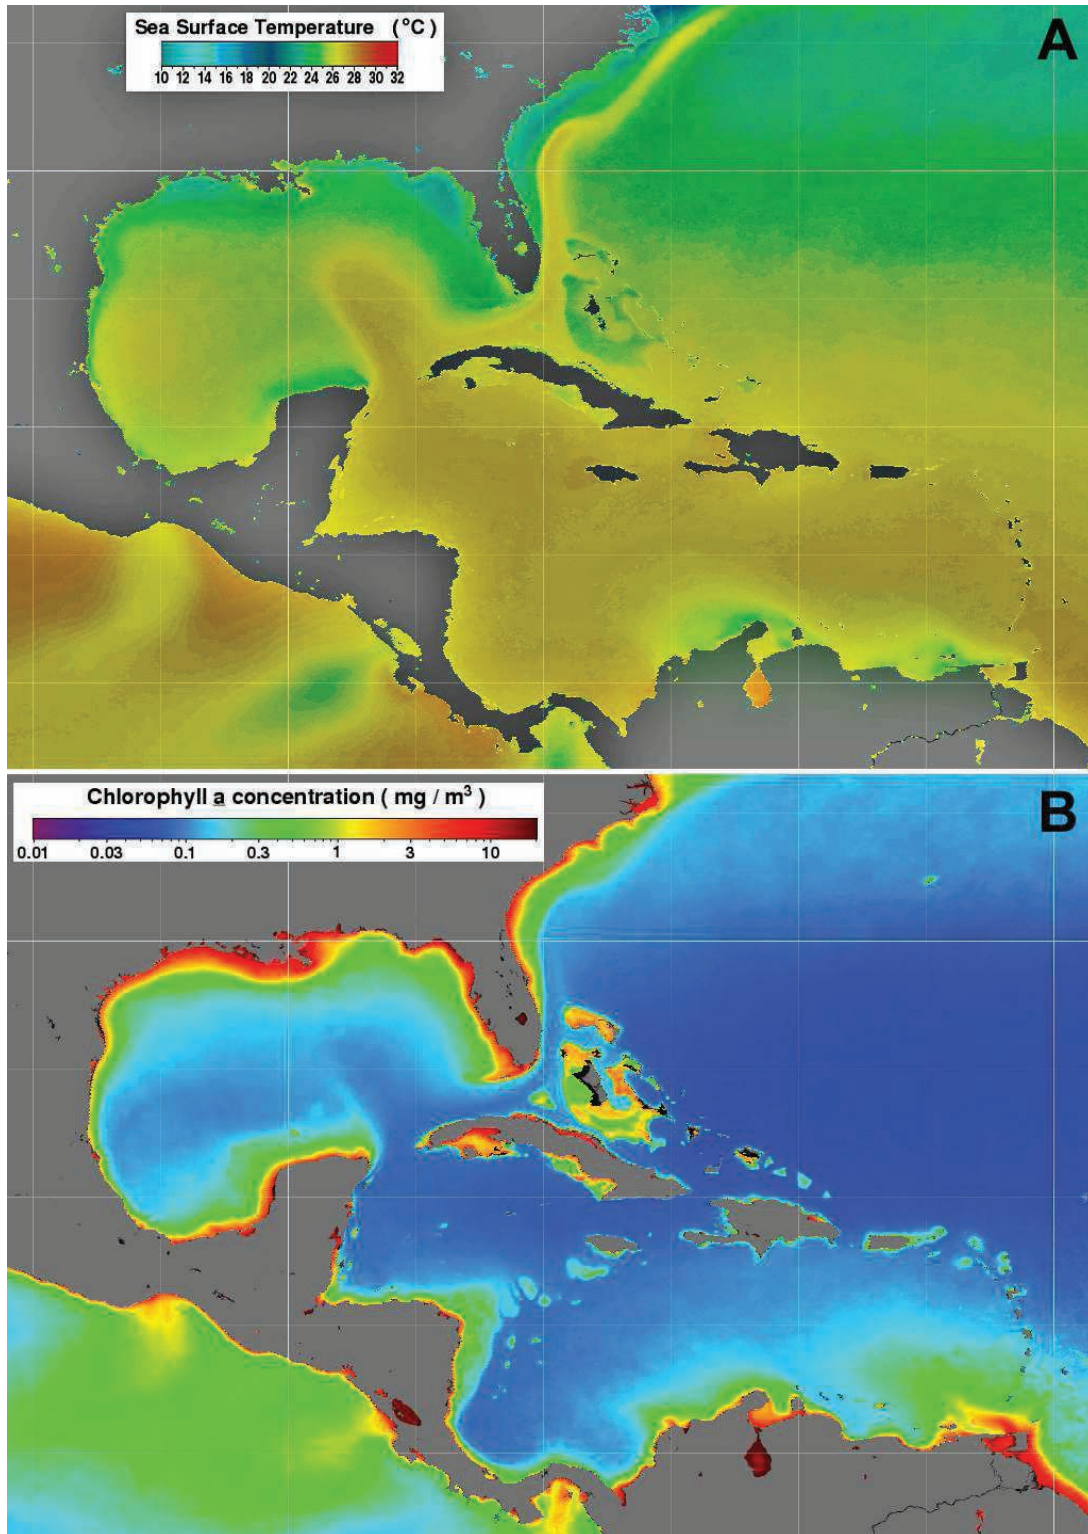 Sea Surface Temperature (°C)
10 12 14 16 18 20 22 24 26 28 30 32
A
Chlorophyll a concentration ( mg / m³ )
0.01 0.03 0.1 0.3 1 3 10
B